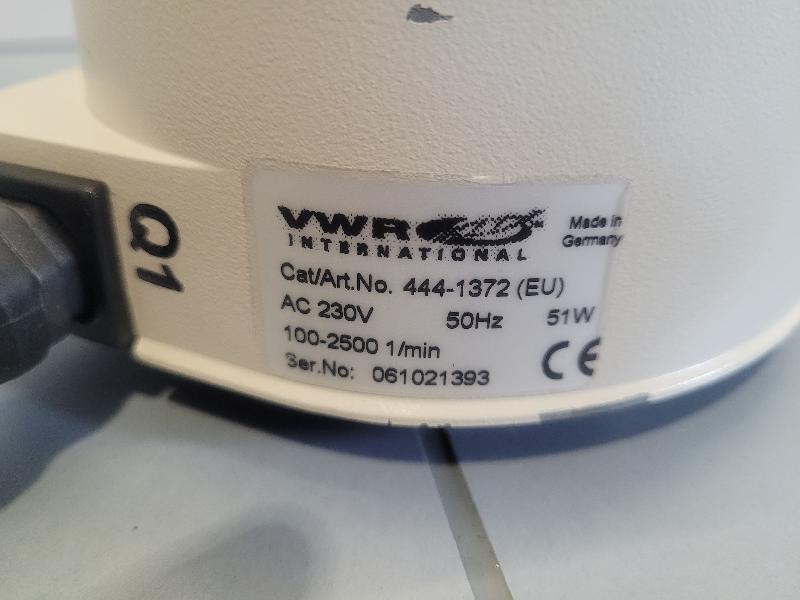 Q1
VWR
INTERNATIONAL
Made in
Germany
Cat/Art.No. 444-1372 (EU)
AC 230V 50Hz 51W
100-2500 1/min
Ser.No: 061021393
CE